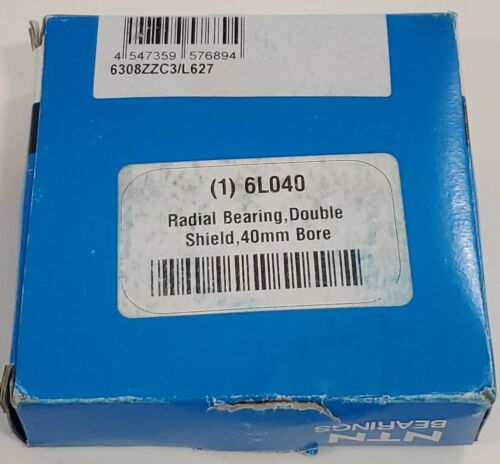 4 547359 576894
6308ZZC3/L627
(1) 6L040
Radial Bearing,Double
Shield,40mm Bore
NTN
BEARINGS